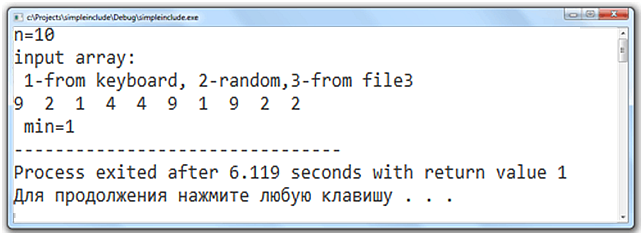 c:\Projects\simpleinclude\Debug\simpleinclude.exe
n=10
input array:
1-from keyboard, 2-random,3-from file3
9 2 1 4 4 9 1 9 2 2
min=1
--------------------------------
Process exited after 6.119 seconds with return value 1
Для продолжения нажмите любую клавишу . . .